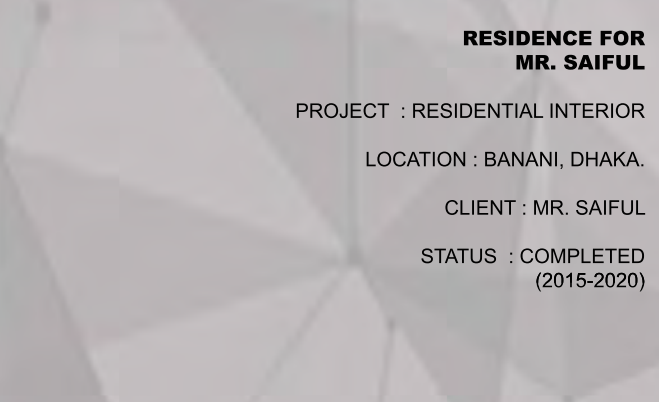 RESIDENCE FOR
MR. SAIFUL
PROJECT : RESIDENTIAL INTERIOR
LOCATION : BANANI, DHAKA.
CLIENT : MR. SAIFUL
STATUS : COMPLETED
(2015-2020)